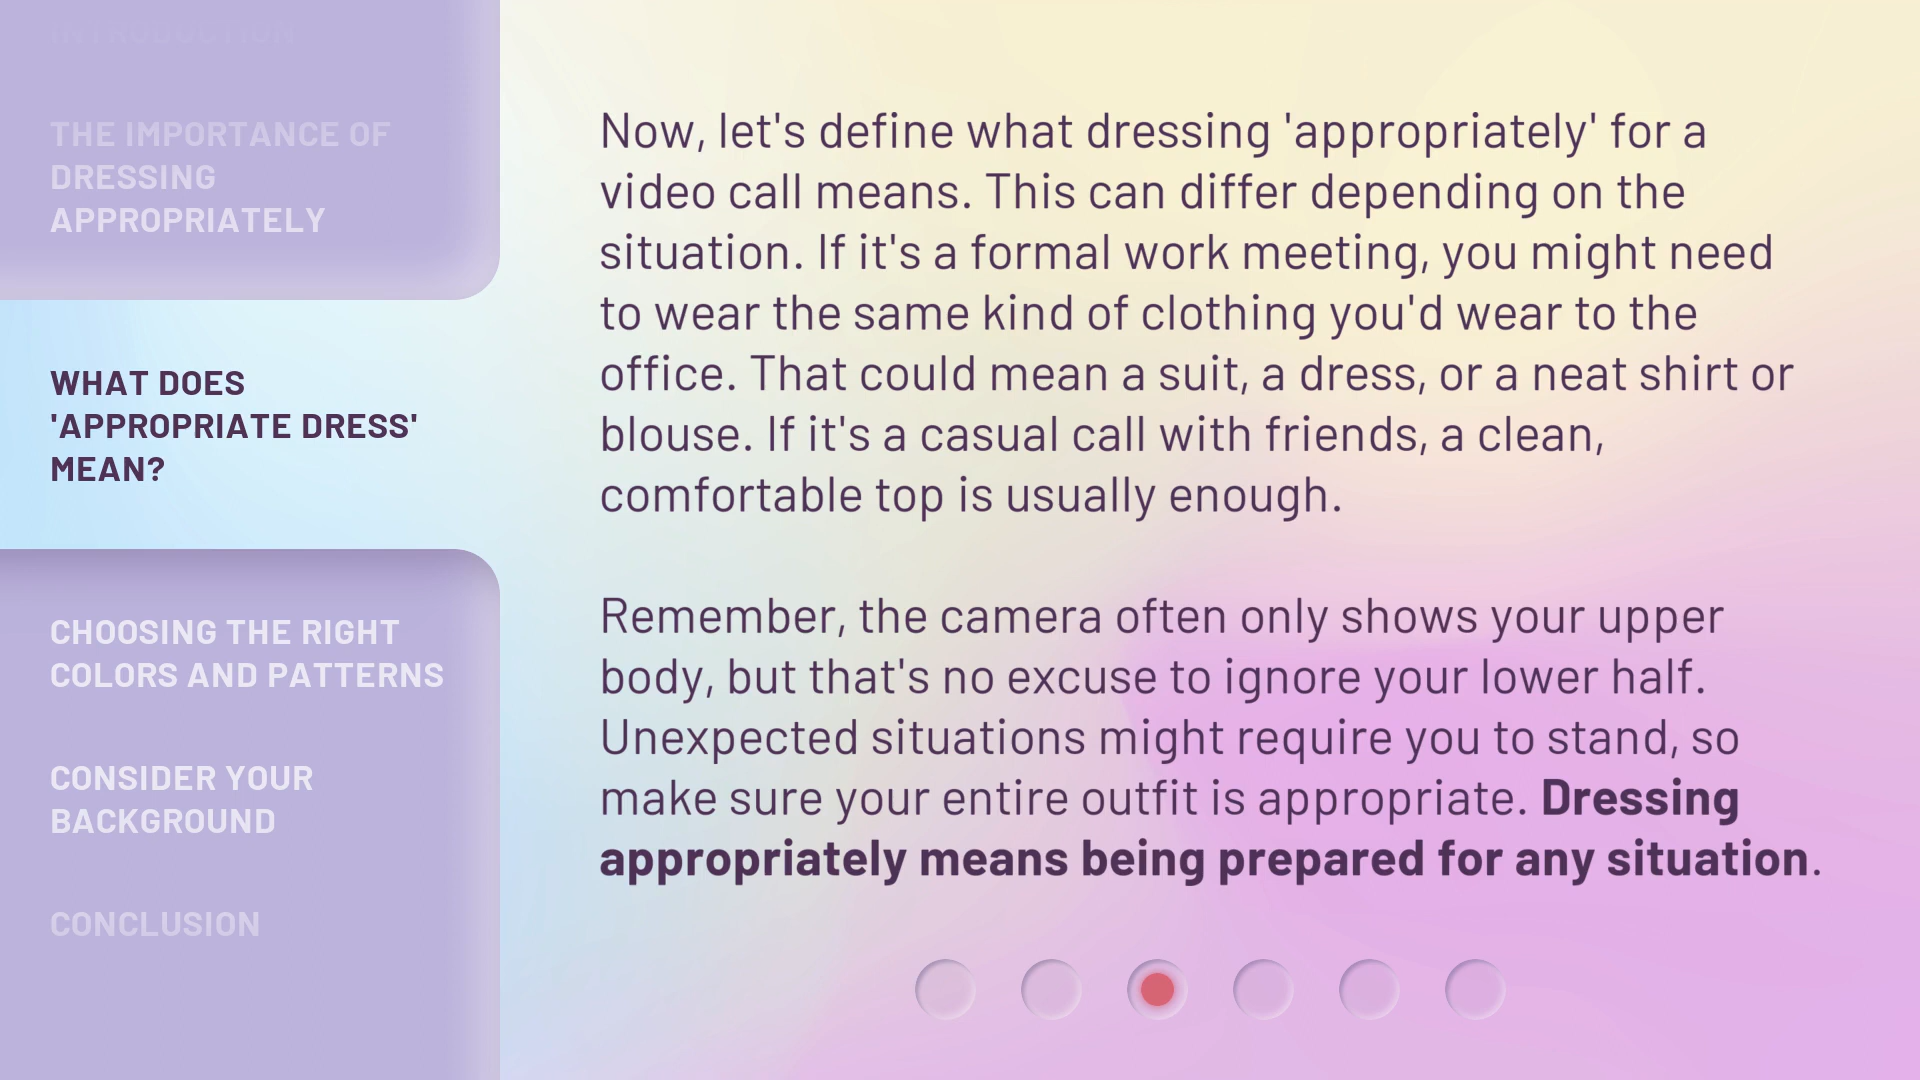 INTRODUCTION
THE IMPORTANCE OF
DRESSING
APPROPRIATELY
WHAT DOES
'APPROPRIATE DRESS'
MEAN?
CHOOSING THE RIGHT
COLORS AND PATTERNS
CONSIDER YOUR
BACKGROUND
CONCLUSION
Now, let's define what dressing 'appropriately' for a
video call means. This can differ depending on the
situation. If it's a formal work meeting, you might need
to wear the same kind of clothing you'd wear to the
office. That could mean a suit, a dress, or a neat shirt or
blouse. If it's a casual call with friends, a clean,
comfortable top is usually enough.
Remember, the camera often only shows your upper
body, but that's no excuse to ignore your lower half.
Unexpected situations might require you to stand, so
make sure your entire outfit is appropriate. Dressing
appropriately means being prepared for any situation.